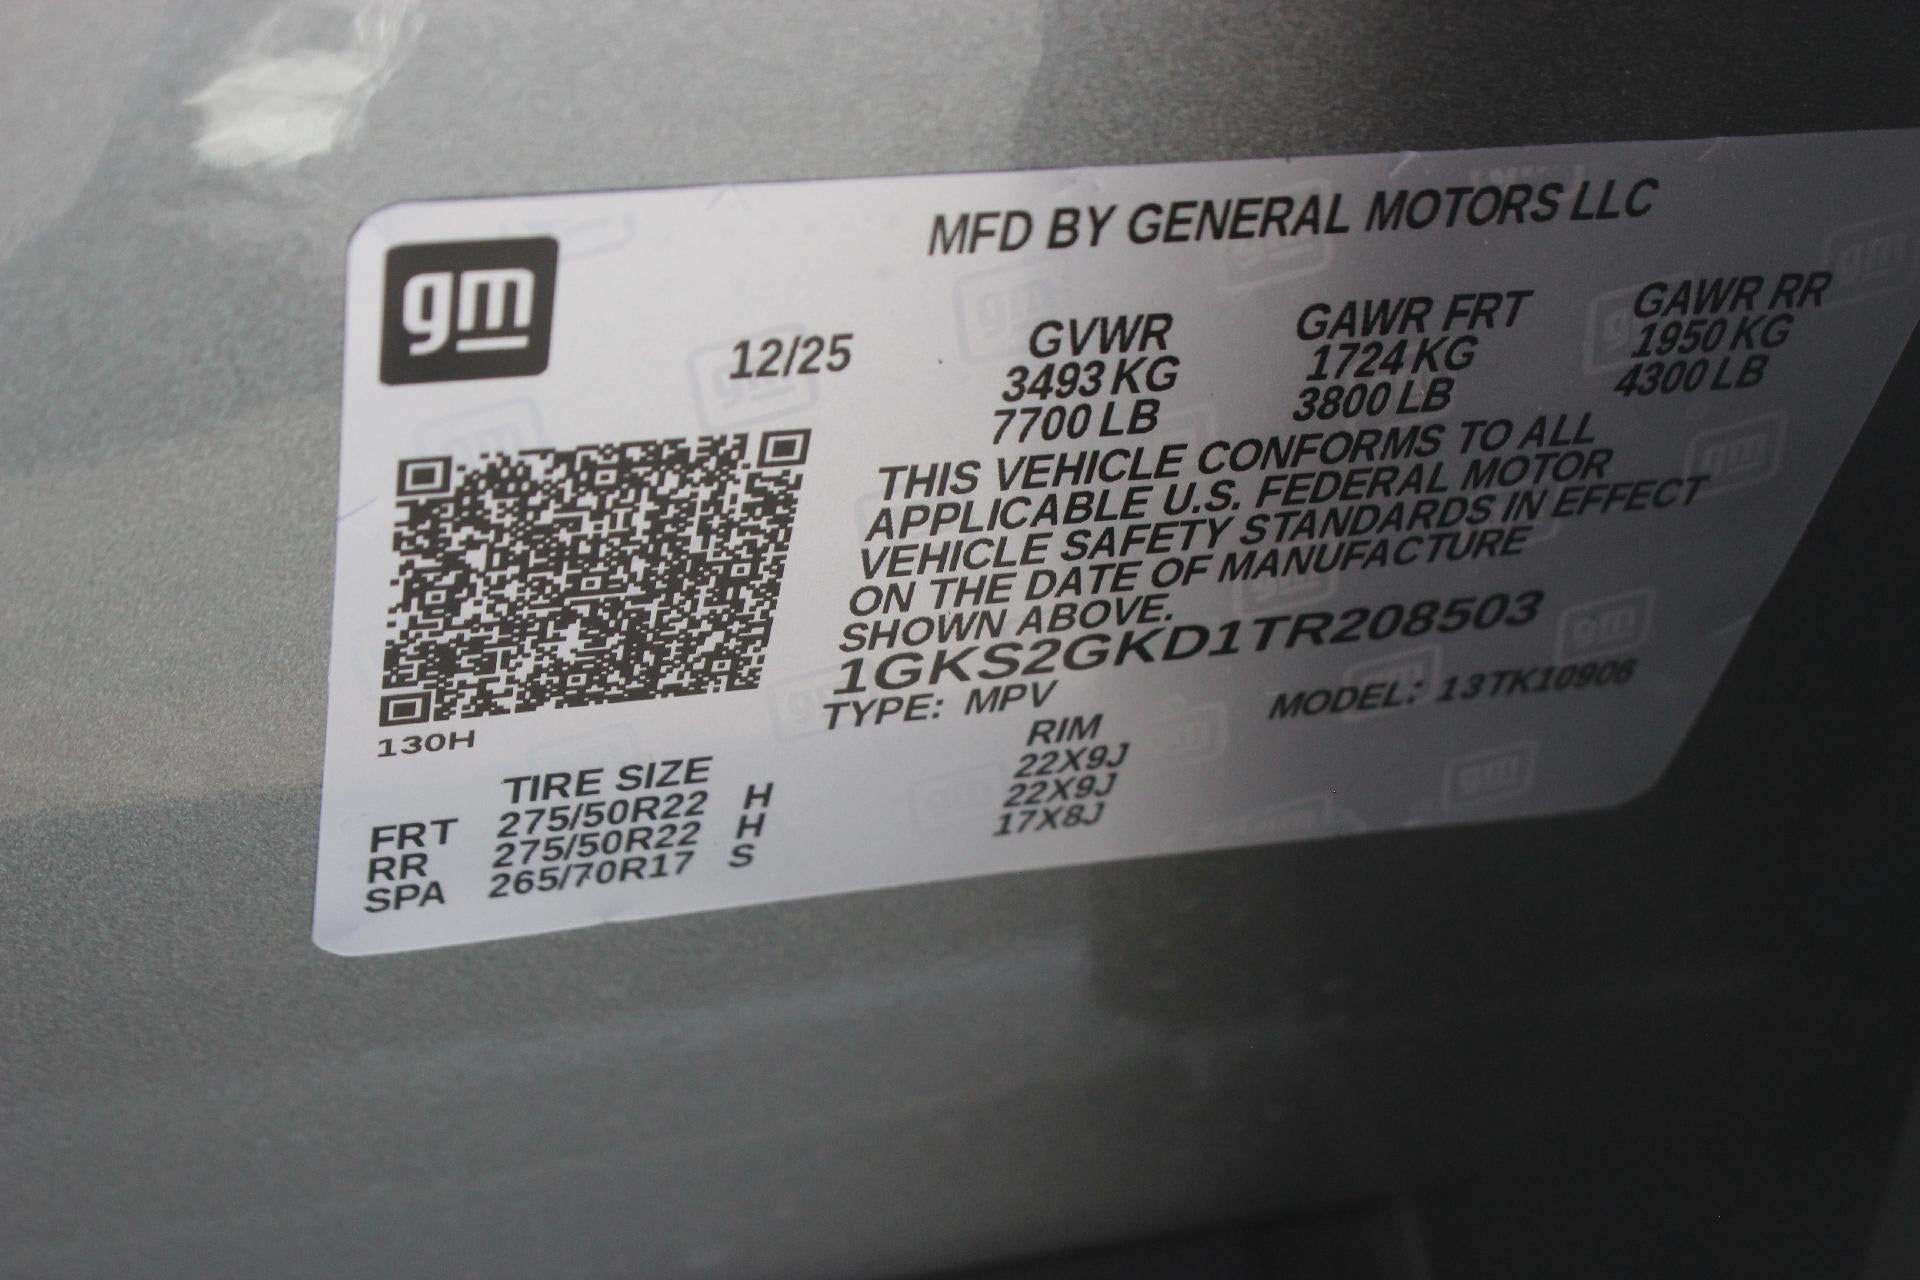 gm
MFD BY GENERAL MOTORS LLC
12/25
GVWR GAWR FRT GAWR RR
3493 KG 1724 KG 1950 KG
7700 LB 3800 LB 4300 LB
THIS VEHICLE CONFORMS TO ALL
APPLICABLE U.S. FEDERAL MOTOR
VEHICLE SAFETY STANDARDS IN EFFECT
ON THE DATE OF MANUFACTURE
SHOWN ABOVE.
1GKS2GKD1TR208503
TYPE: MPV MODEL: 13TK10906
130H
TIRE SIZE RIM
FRT 275/50R22 H 22X9J
RR 275/50R22 H 22X9J
SPA 265/70R17 S 17X8J